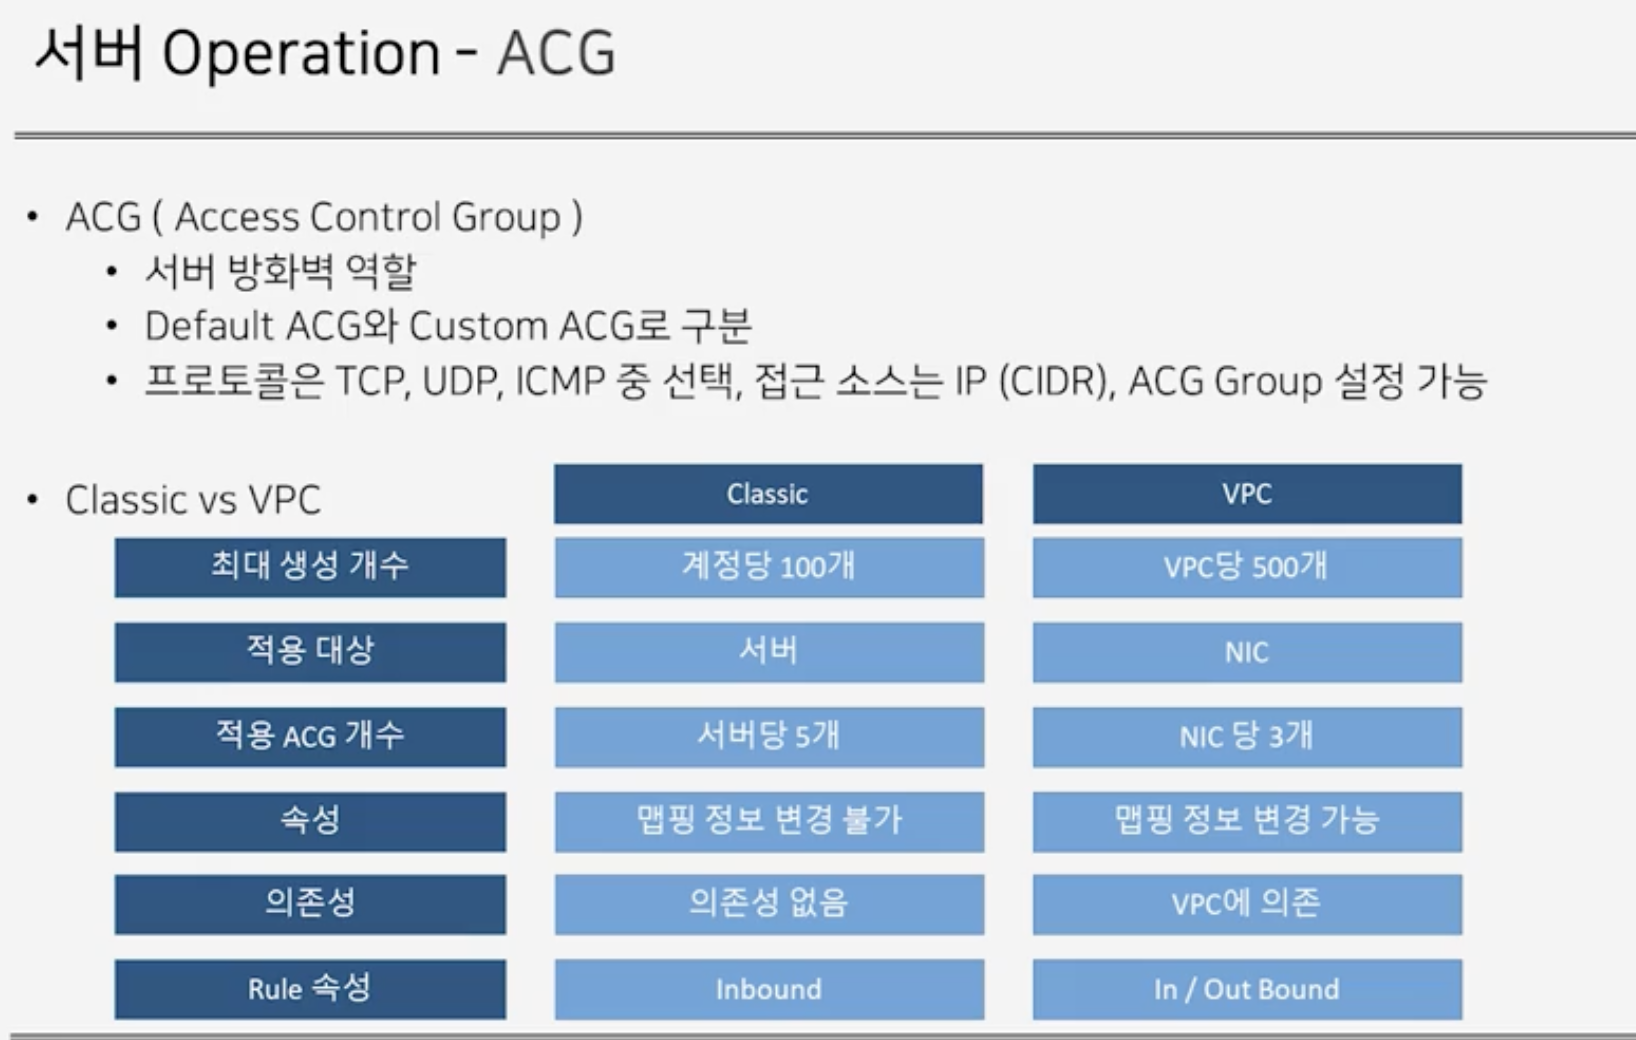 서버 Operation - ACG
• ACG ( Access Control Group )
• 서버 방화벽 역할
• Default ACG와 Custom ACG로 구분
• 프로토콜은 TCP, UDP, ICMP 중 선택, 접근 소스는 IP (CIDR), ACG Group 설정 가능
• Classic vs VPC
Classic VPC
최대 생성 개수 계정당 100개 VPC당 500개
적용 대상 서버 NIC
적용 ACG 개수 서버당 5개 NIC 당 3개
속성 맵핑 정보 변경 불가 맵핑 정보 변경 가능
의존성 의존성 없음 VPC에 의존
Rule 속성 Inbound In / Out Bound